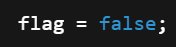 flag = false;